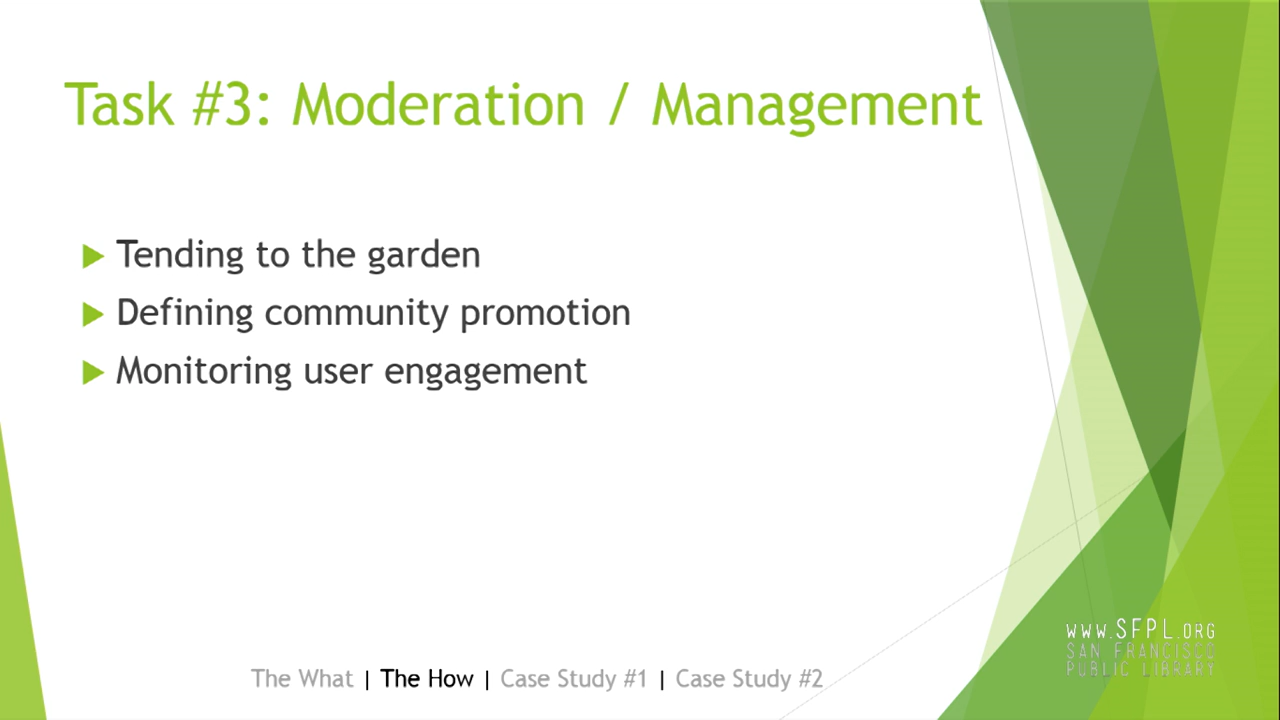 Task #3: Moderation / Management
Tending to the garden
Defining community promotion
Monitoring user engagement
www.SFPL.org
SAN FRANCISCO
PUBLIC LIBRARY
The What | The How | Case Study #1 | Case Study #2